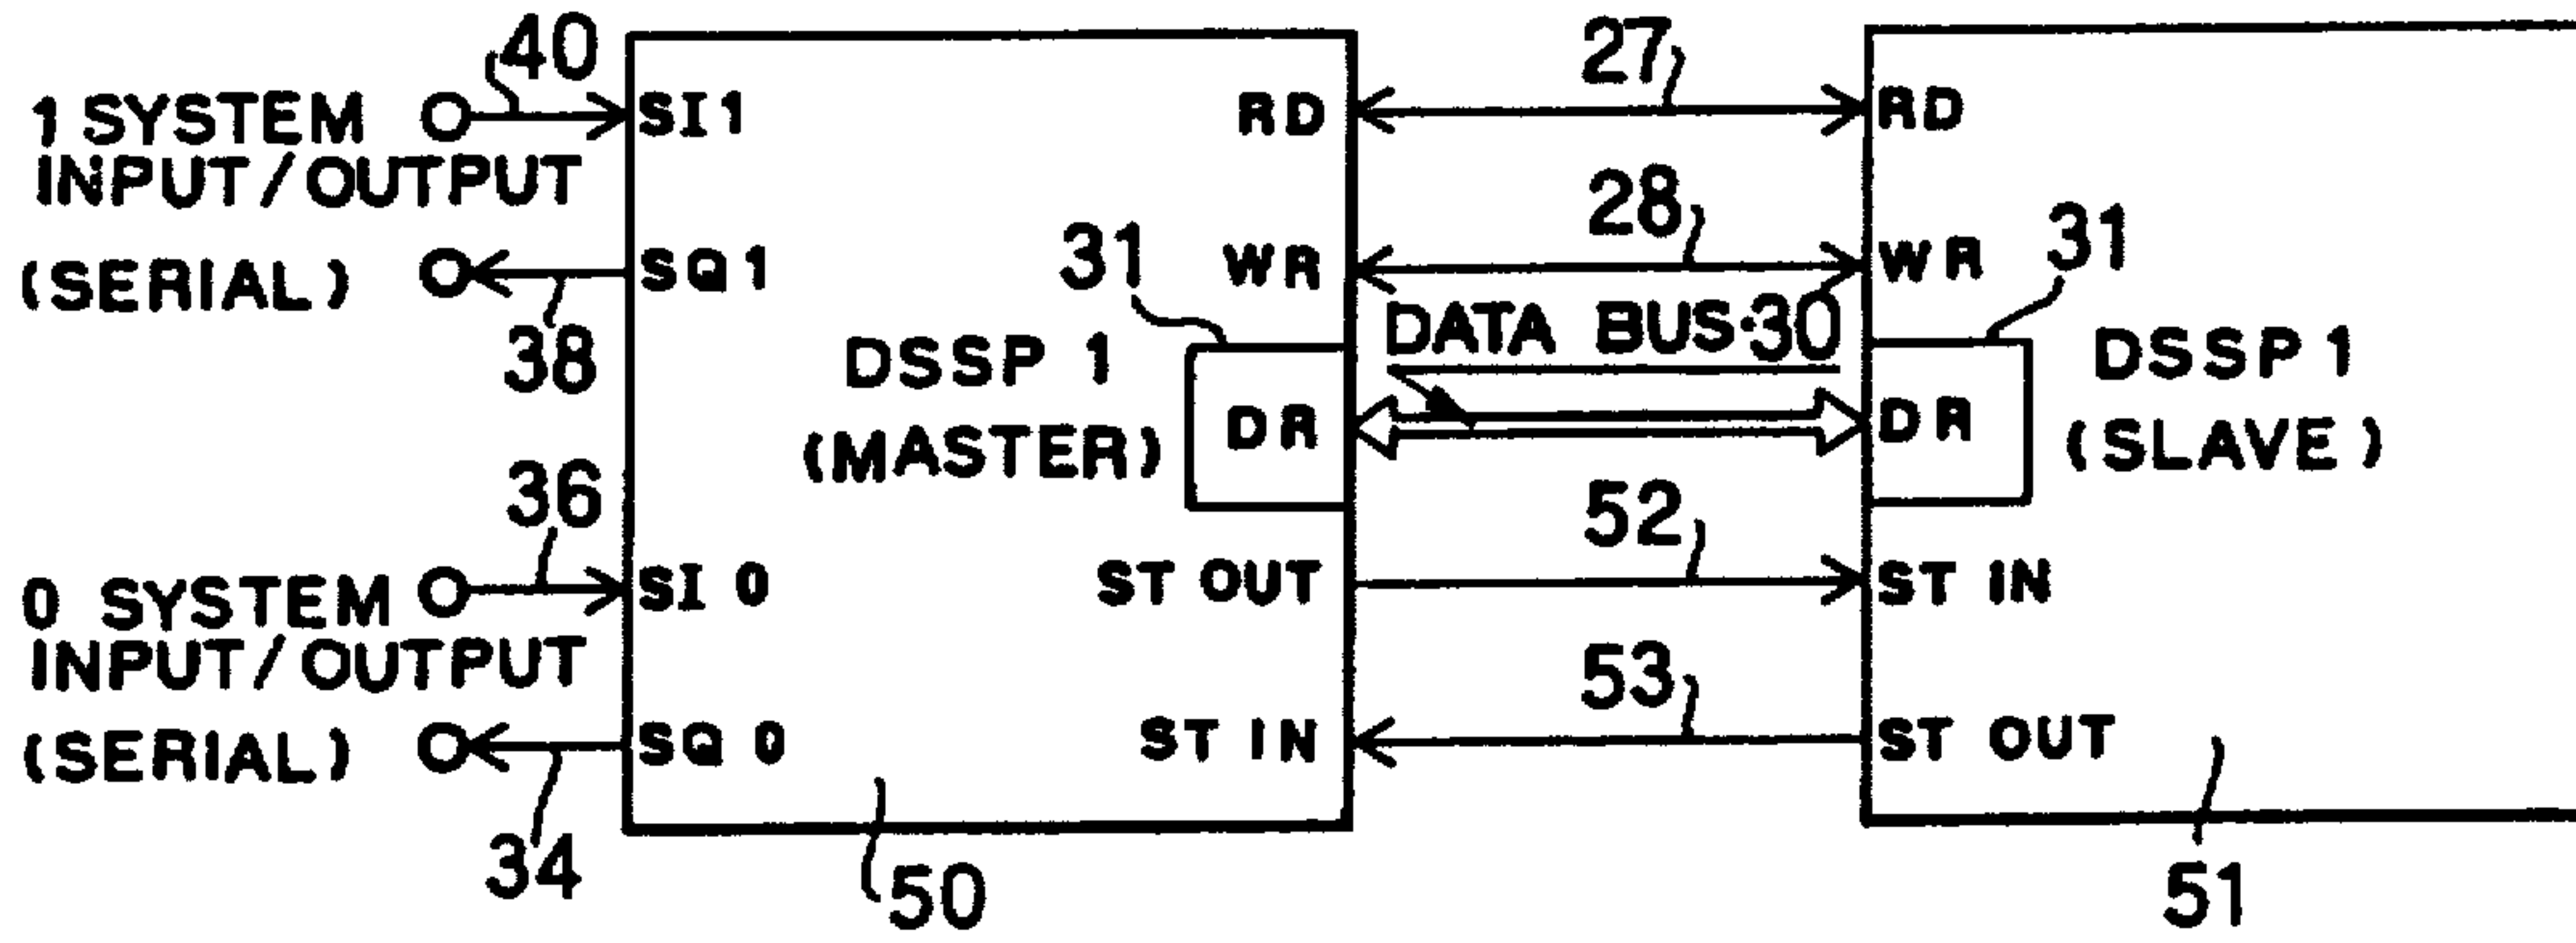 40
1 SYSTEM
INPUT/OUTPUT
(SERIAL)
SI1
SQ1
38
36
0 SYSTEM
INPUT/OUTPUT
(SERIAL)
SI 0
SQ 0
34
DSSP 1
(MASTER)
31
RD
WR
DR
ST OUT
ST IN
50
27
28
DATA BUS·30
52
53
RD
WR
31
DR
DSSP 1
(SLAVE)
ST IN
ST OUT
51